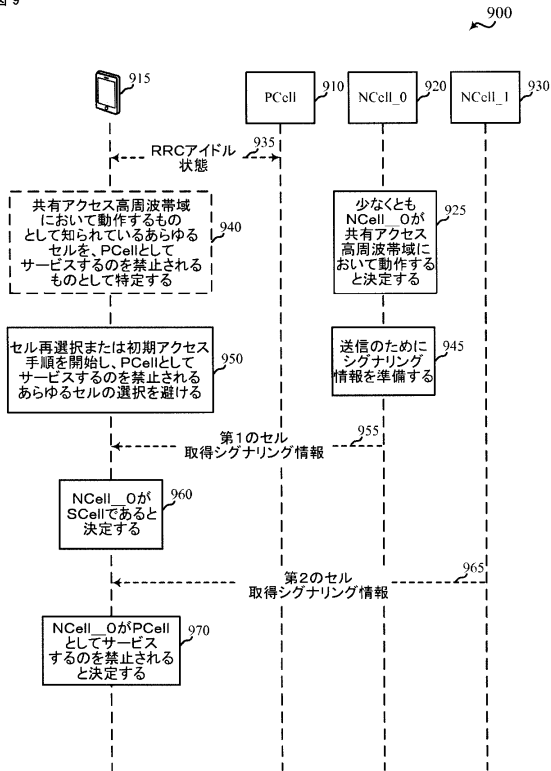 図 9
900
915
PCell
910
NCell_0
920
NCell_1
930
RRCアイドル
状態
935
共有アクセス高周波帯域
において動作するもの
として知られているあらゆる
セルを、PCellとして
サービスするのを禁止される
ものとして特定する
940
少なくとも
NCell__0が
共有アクセス
高周波帯域に
おいて動作する
と決定する
925
セル再選択または初期アクセス
手順を開始し、PCellとして
サービスするのを禁止される
あらゆるセルの選択を避ける
950
送信のために
シグナリング
情報を準備する
945
第1のセル
取得シグナリング情報
955
NCell__0が
SCellであると
決定する
960
第2のセル
取得シグナリング情報
965
NCell__0がPCell
としてサービス
するのを禁止される
と決定する
970